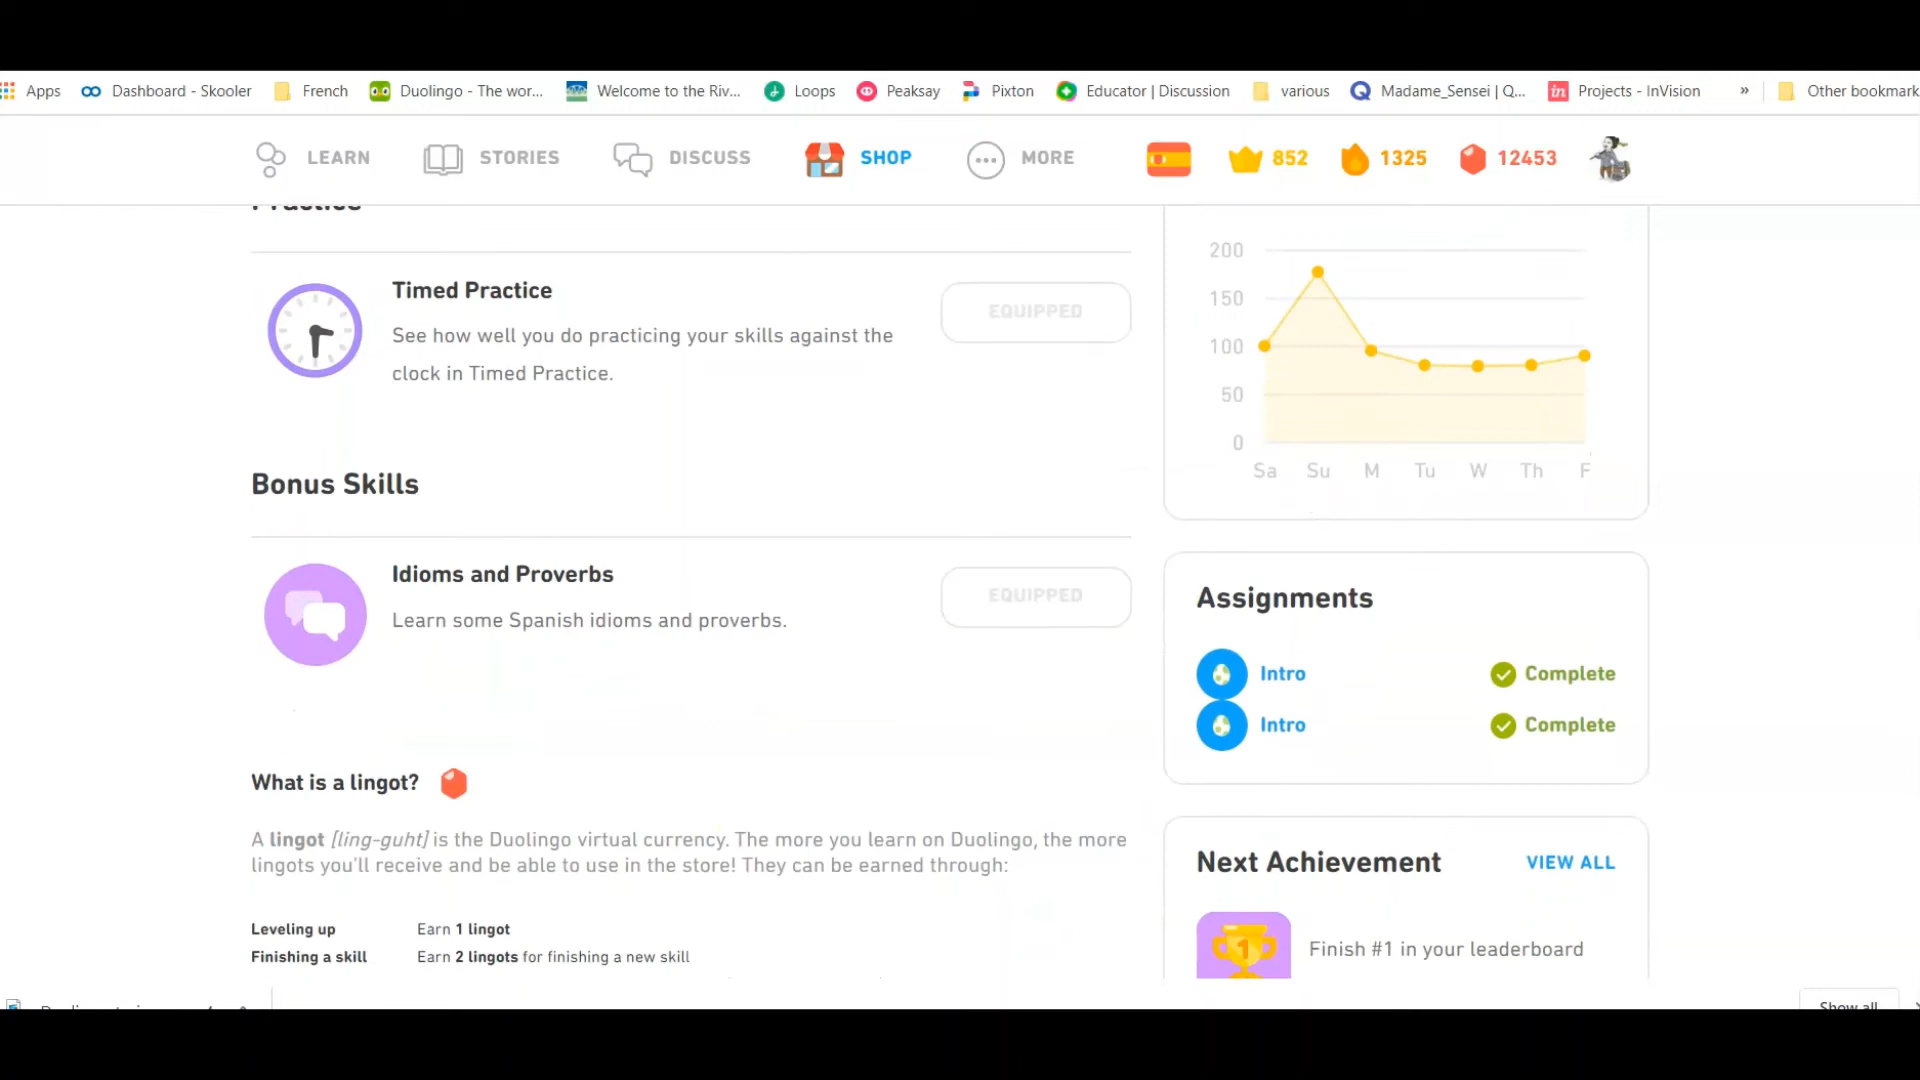 Apps Dashboard - Skooler French Duolingo - The wor... Welcome to the Riv... Loops Peaksay Pixton Educator | Discussion various Madame_Sensei | Q... Projects - InVision » Other bookmark
LEARN STORIES DISCUSS SHOP MORE 852 1325 12453
Practice
Timed Practice
EQUIPPED
See how well you do practicing your skills against the
clock in Timed Practice.
Bonus Skills
Idioms and Proverbs
EQUIPPED
Learn some Spanish idioms and proverbs.
What is a lingot?
A lingot [ling-guht] is the Duolingo virtual currency. The more you learn on Duolingo, the more
lingots you'll receive and be able to use in the store! They can be earned through:
Leveling up Earn 1 lingot
Finishing a skill Earn 2 lingots for finishing a new skill
200
150
100
50
0
Sa Su M Tu W Th F
Assignments
Intro Complete
Intro Complete
Next Achievement VIEW ALL
1
Finish #1 in your leaderboard
Show all